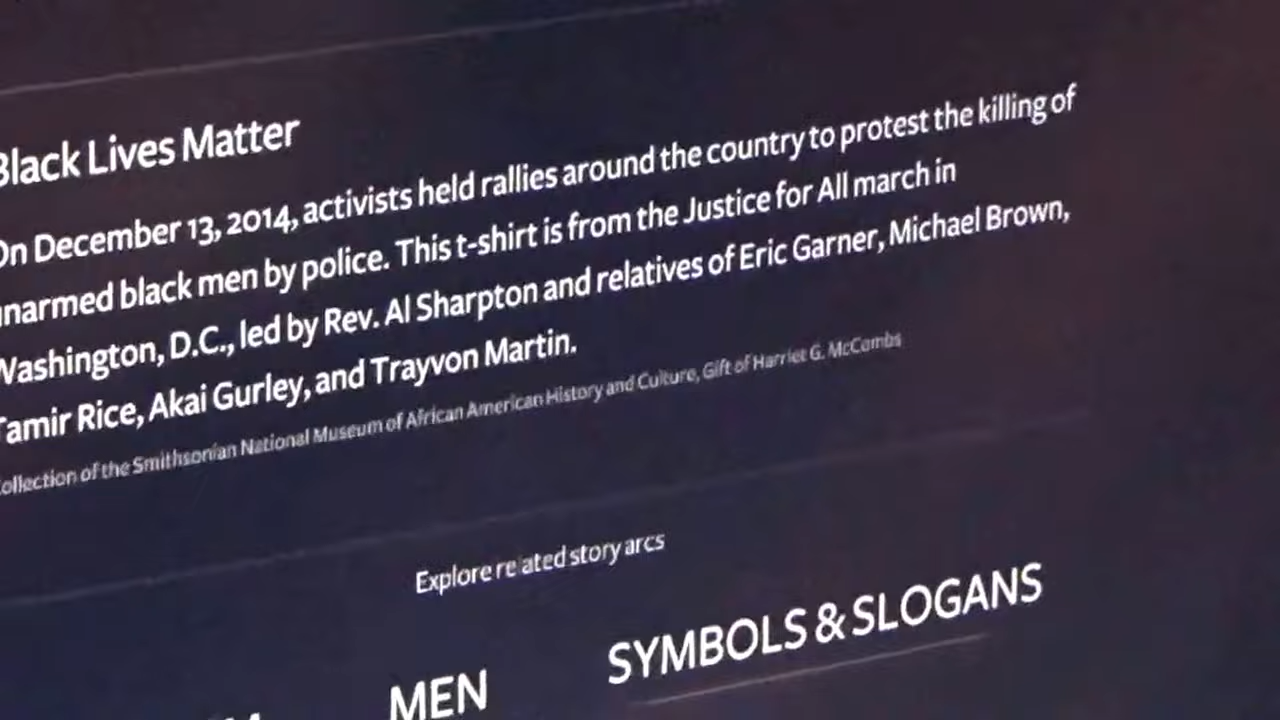 Black Lives Matter
On December 13, 2014, activists held rallies around the country to protest the killing of
unarmed black men by police. This t-shirt is from the Justice for All march in
Washington, D.C., led by Rev. Al Sharpton and relatives of Eric Garner, Michael Brown,
Tamir Rice, Akai Gurley, and Trayvon Martin.
Collection of the Smithsonian National Museum of African American History and Culture, Gift of Harriet G. McCombs
Explore related story arcs
SYMBOLS & SLOGANS
MEN